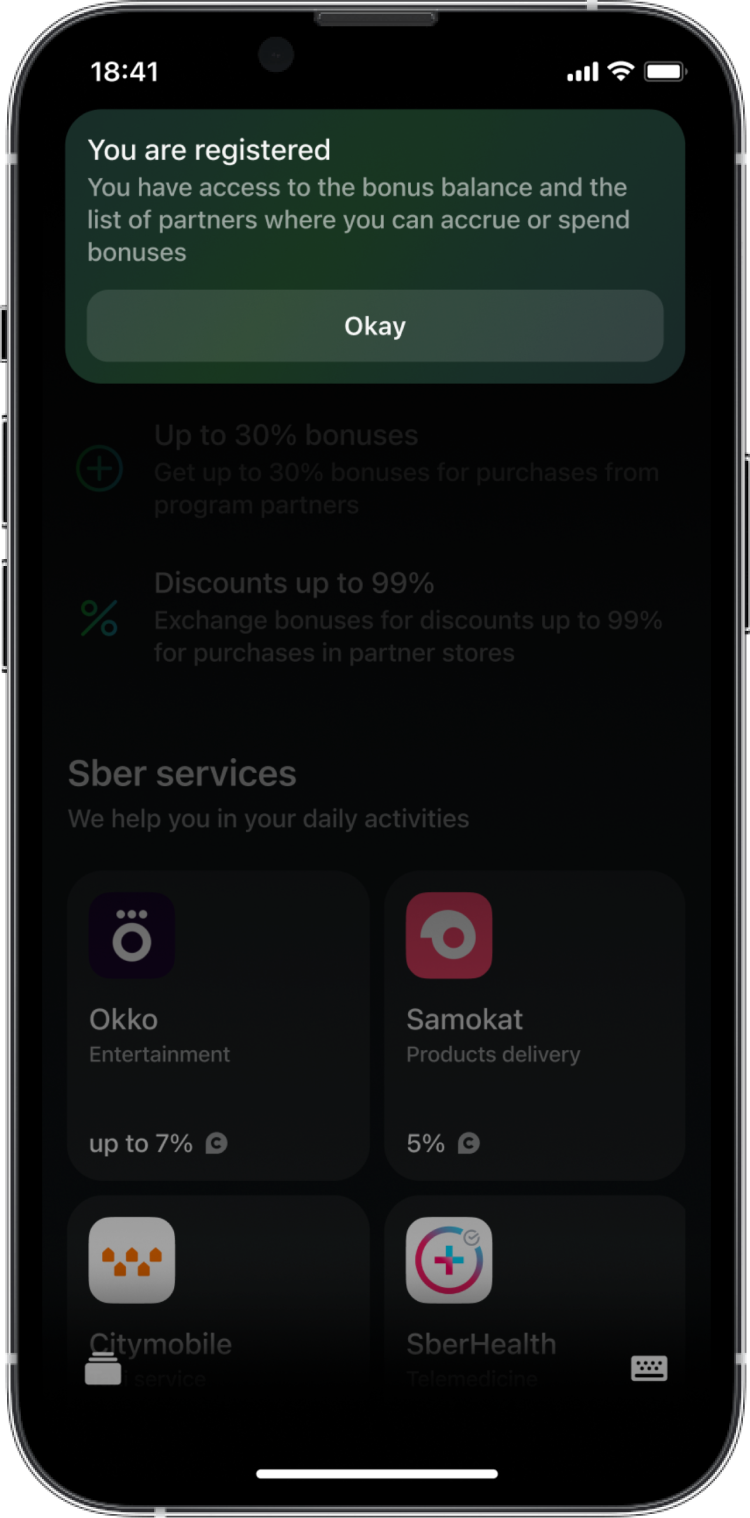 18:41
You are registered
You have access to the bonus balance and the
list of partners where you can accrue or spend
bonuses
Okay
Up to 30% bonuses
Get up to 30% bonuses for purchases from
program partners
Discounts up to 99%
Exchange bonuses for discounts up to 99%
for purchases in partner stores
Sber services
We help you in your daily activities
Okko
Entertainment
up to 7%
Samokat
Products delivery
5%
Citymobile
service
SberHealth
Telemedicine